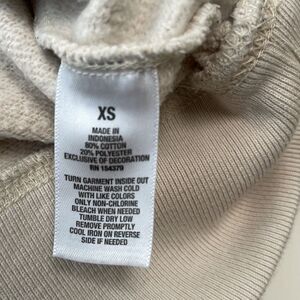 XS
MADE IN
INDONESIA
80% COTTON
20% POLYESTER
EXCLUSIVE OF DECORATION
RN 154379
TURN GARMENT INSIDE OUT
MACHINE WASH COLD
WITH LIKE COLORS
ONLY NON-CHLORINE
BLEACH WHEN NEEDED
TUMBLE DRY LOW
REMOVE PROMPTLY
COOL IRON ON REVERSE
SIDE IF NEEDED